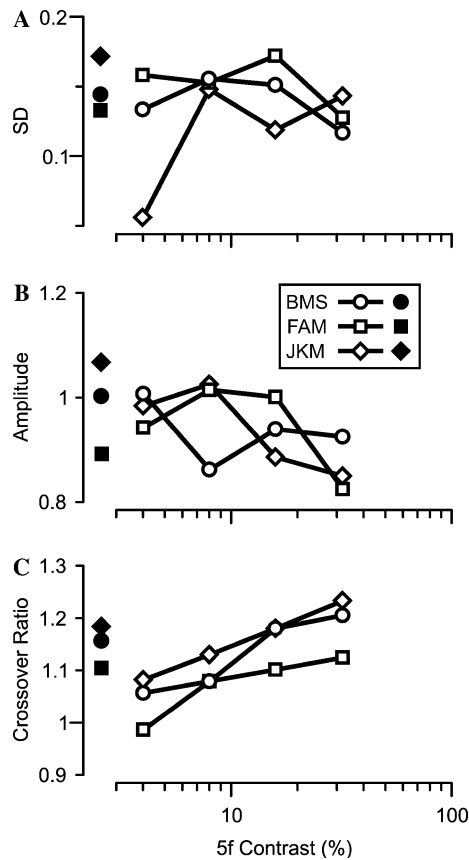 A
0.2
SD
0.1
B
1.2
BMS
FAM
JKM
Amplitude
1
0.8
C
1.3
1.2
Crossover Ratio
1.1
1
0.9
10
100
5f Contrast (%)